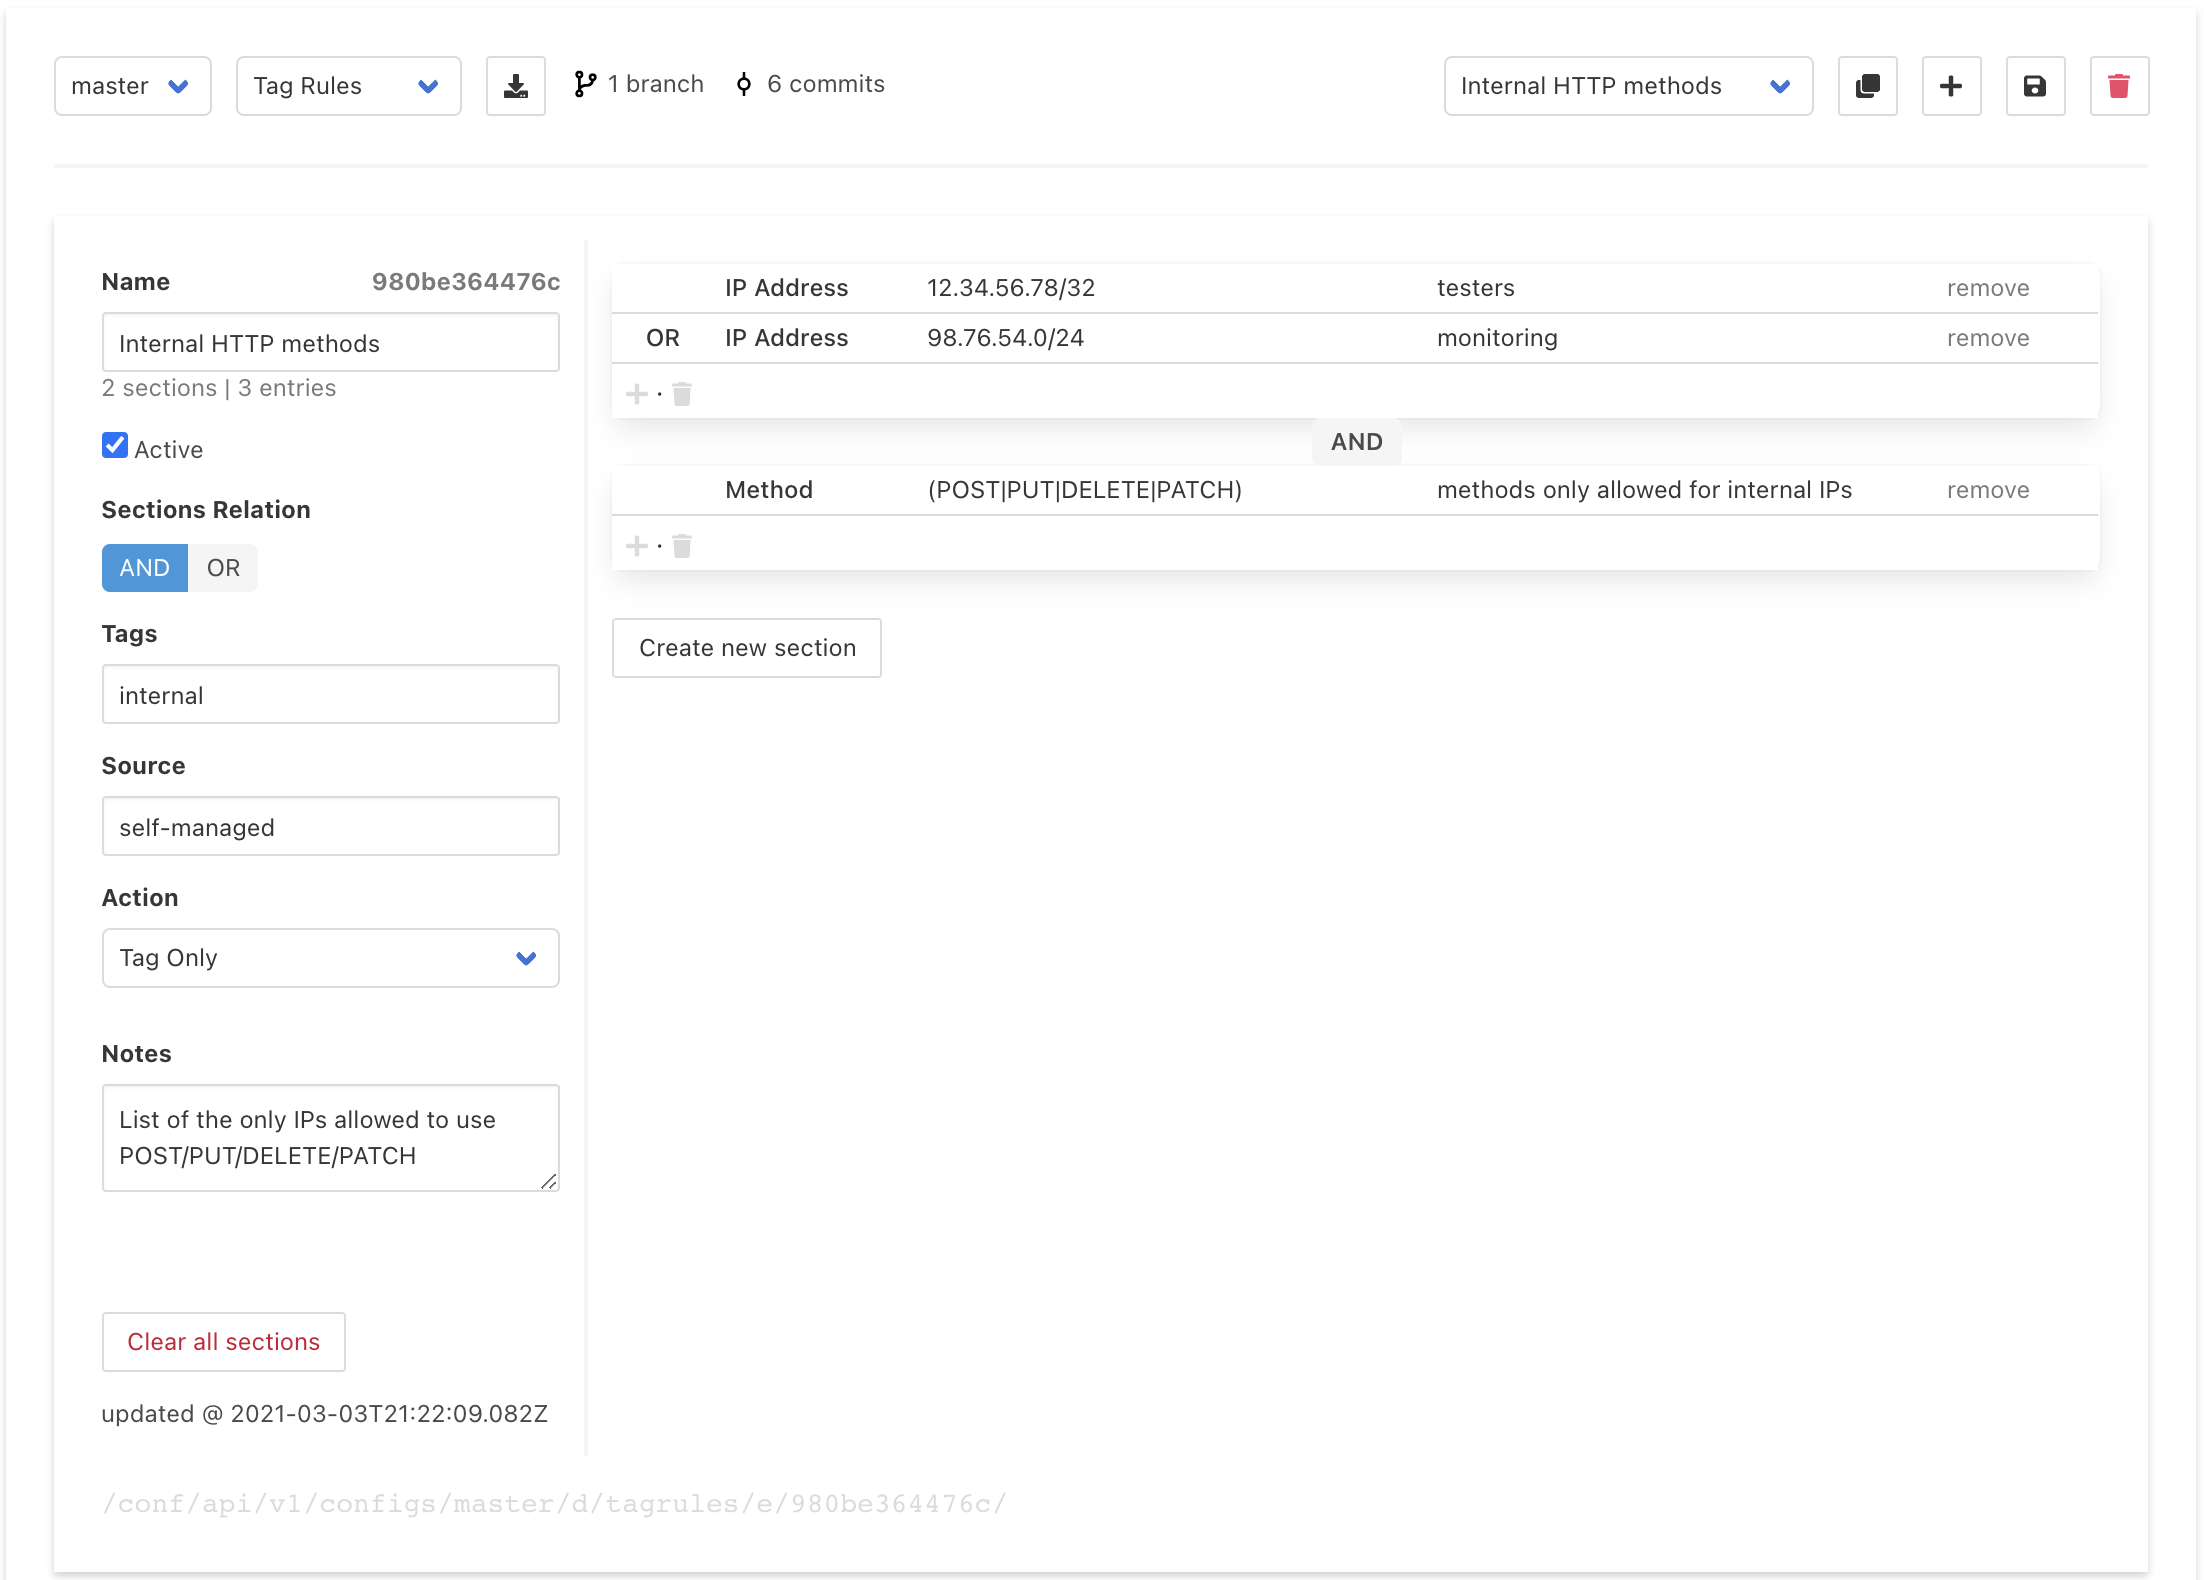 master
Tag Rules
1 branch
6 commits
Internal HTTP methods
Name
980be364476c
Internal HTTP methods
2 sections | 3 entries
Active
Sections Relation
AND
OR
Tags
internal
Source
self-managed
Action
Tag Only
Notes
List of the only IPs allowed to use
POST/PUT/DELETE/PATCH
Clear all sections
updated @ 2021-03-03T21:22:09.082Z
IP Address 12.34.56.78/32 testers remove
OR IP Address 98.76.54.0/24 monitoring remove
AND
Method (POST|PUT|DELETE|PATCH) methods only allowed for internal IPs remove
Create new section
/conf/api/v1/configs/master/d/tagrules/e/980be364476c/